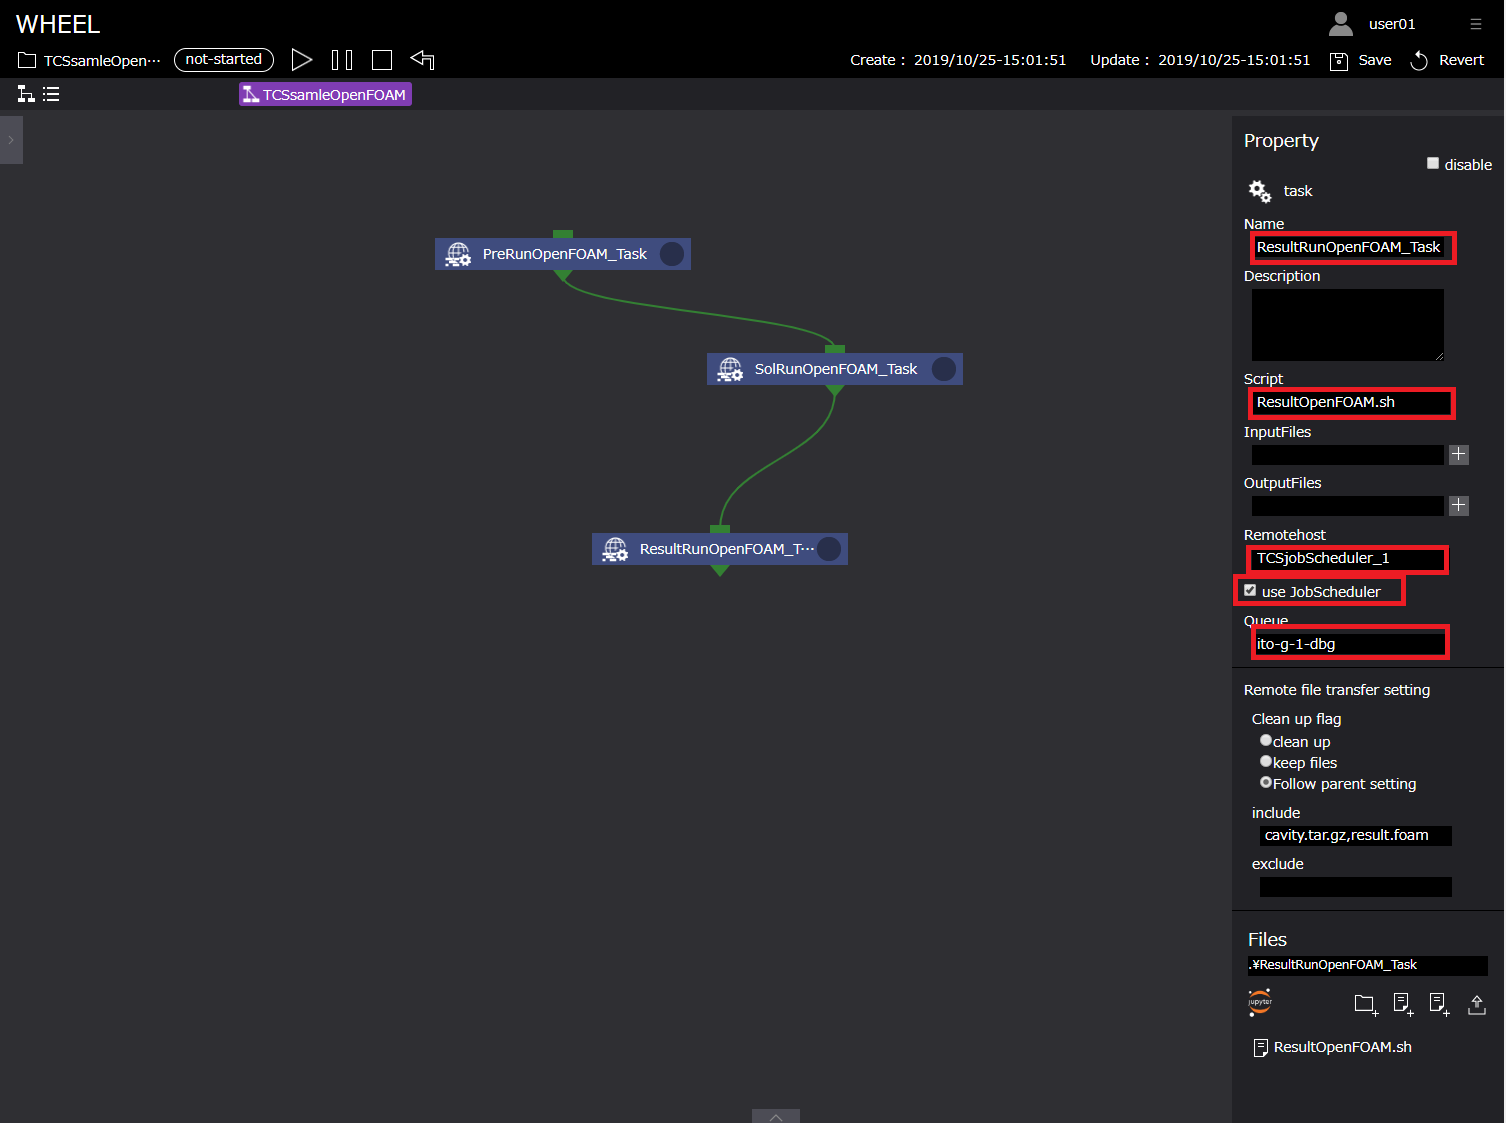 WHEEL
user01
TCSsamleOpen···
not-started
Create : 2019/10/25-15:01:51
Update : 2019/10/25-15:01:51
Save
Revert
TCSsamleOpenFOAM
Property
disable
task
Name
ResultRunOpenFOAM_Task
Description
Script
ResultOpenFOAM.sh
InputFiles
OutputFiles
Remotehost
TCSjobScheduler_1
use JobScheduler
Queue
ito-g-1-dbg
Remote file transfer setting
Clean up flag
clean up
keep files
Follow parent setting
include
cavity.tar.gz,result.foam
exclude
Files
.¥ResultRunOpenFOAM_Task
jupyter
ResultOpenFOAM.sh
PreRunOpenFOAM_Task
SolRunOpenFOAM_Task
ResultRunOpenFOAM_T···